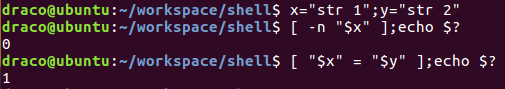 draco@ubuntu:~/workspace/shell$ x="str 1";y="str 2"
draco@ubuntu:~/workspace/shell$ [ -n "$x" ];echo $?
0
draco@ubuntu:~/workspace/shell$ [ "$x" = "$y" ];echo $?
1